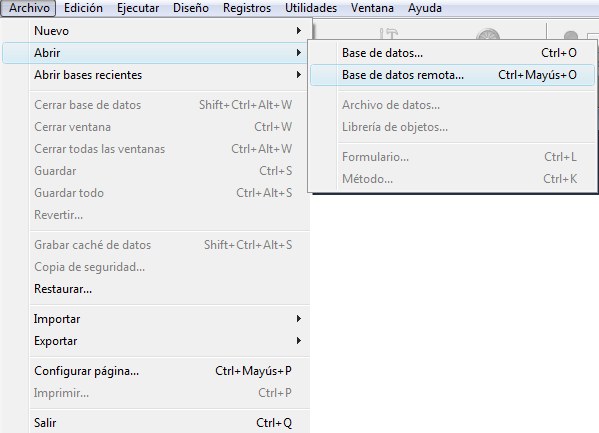 Archivo Edición Ejecutar Diseño Registros Utilidades Ventana Ayuda
Nuevo
Abrir
Abrir bases recientes
Cerrar base de datos Shift+Ctrl+Alt+W
Cerrar ventana Ctrl+W
Cerrar todas las ventanas Ctrl+Alt+W
Guardar Ctrl+S
Guardar todo Ctrl+Alt+S
Revertir...
Grabar caché de datos Shift+Ctrl+Alt+S
Copia de seguridad...
Restaurar...
Importar
Exportar
Configurar página... Ctrl+Mayús+P
Imprimir... Ctrl+P
Salir Ctrl+Q
Base de datos... Ctrl+O
Base de datos remota... Ctrl+Mayús+O
Archivo de datos...
Librería de objetos...
Formulario... Ctrl+L
Método... Ctrl+K